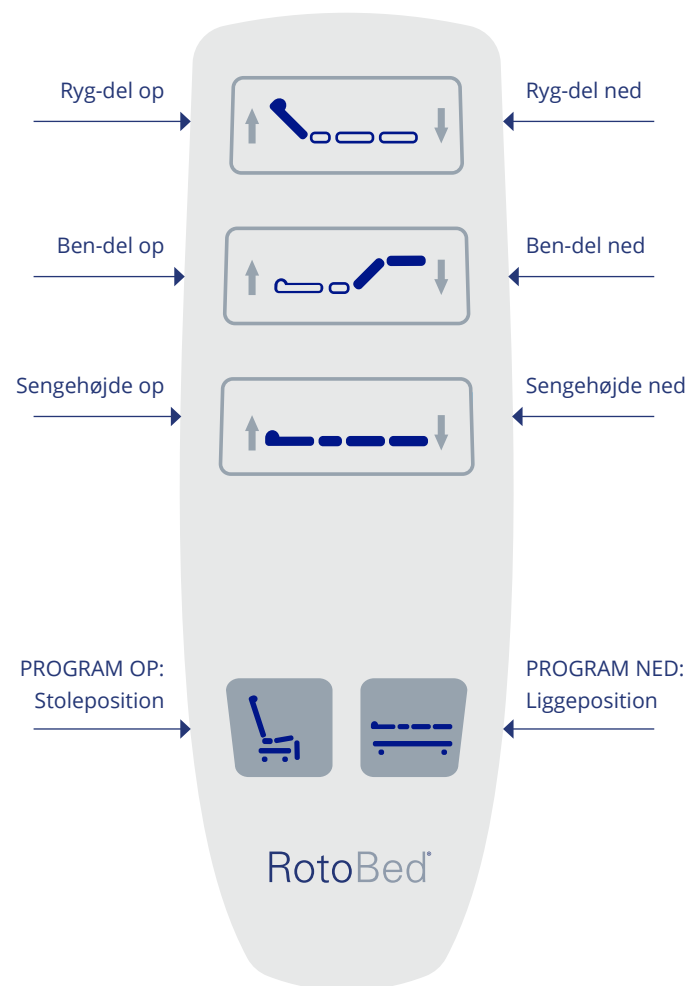 Ryg-del op
Ryg-del ned
Ben-del op
Ben-del ned
Sengehøjde op
Sengehøjde ned
PROGRAM OP:
Stoleposition
PROGRAM NED:
Liggeposition
RotoBed®